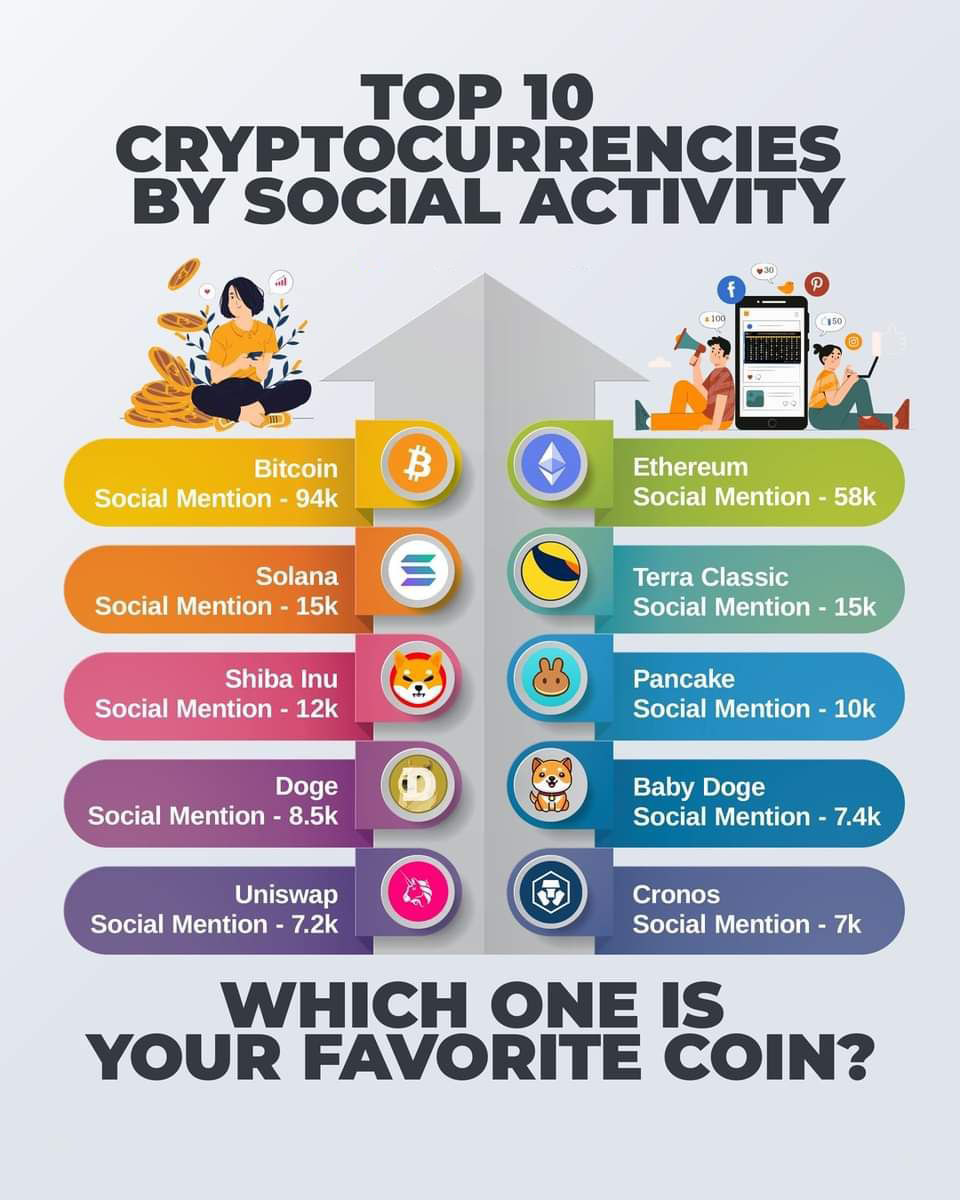 TOP 10
CRYPTOCURRENCIES
BY SOCIAL ACTIVITY
30
100
50
Bitcoin
Social Mention - 94k
Ethereum
Social Mention - 58k
Solana
Social Mention - 15k
Terra Classic
Social Mention - 15k
Shiba Inu
Social Mention - 12k
Pancake
Social Mention - 10k
Doge
Social Mention - 8.5k
Baby Doge
Social Mention - 7.4k
Uniswap
Social Mention - 7.2k
Cronos
Social Mention - 7k
WHICH ONE IS
YOUR FAVORITE COIN?